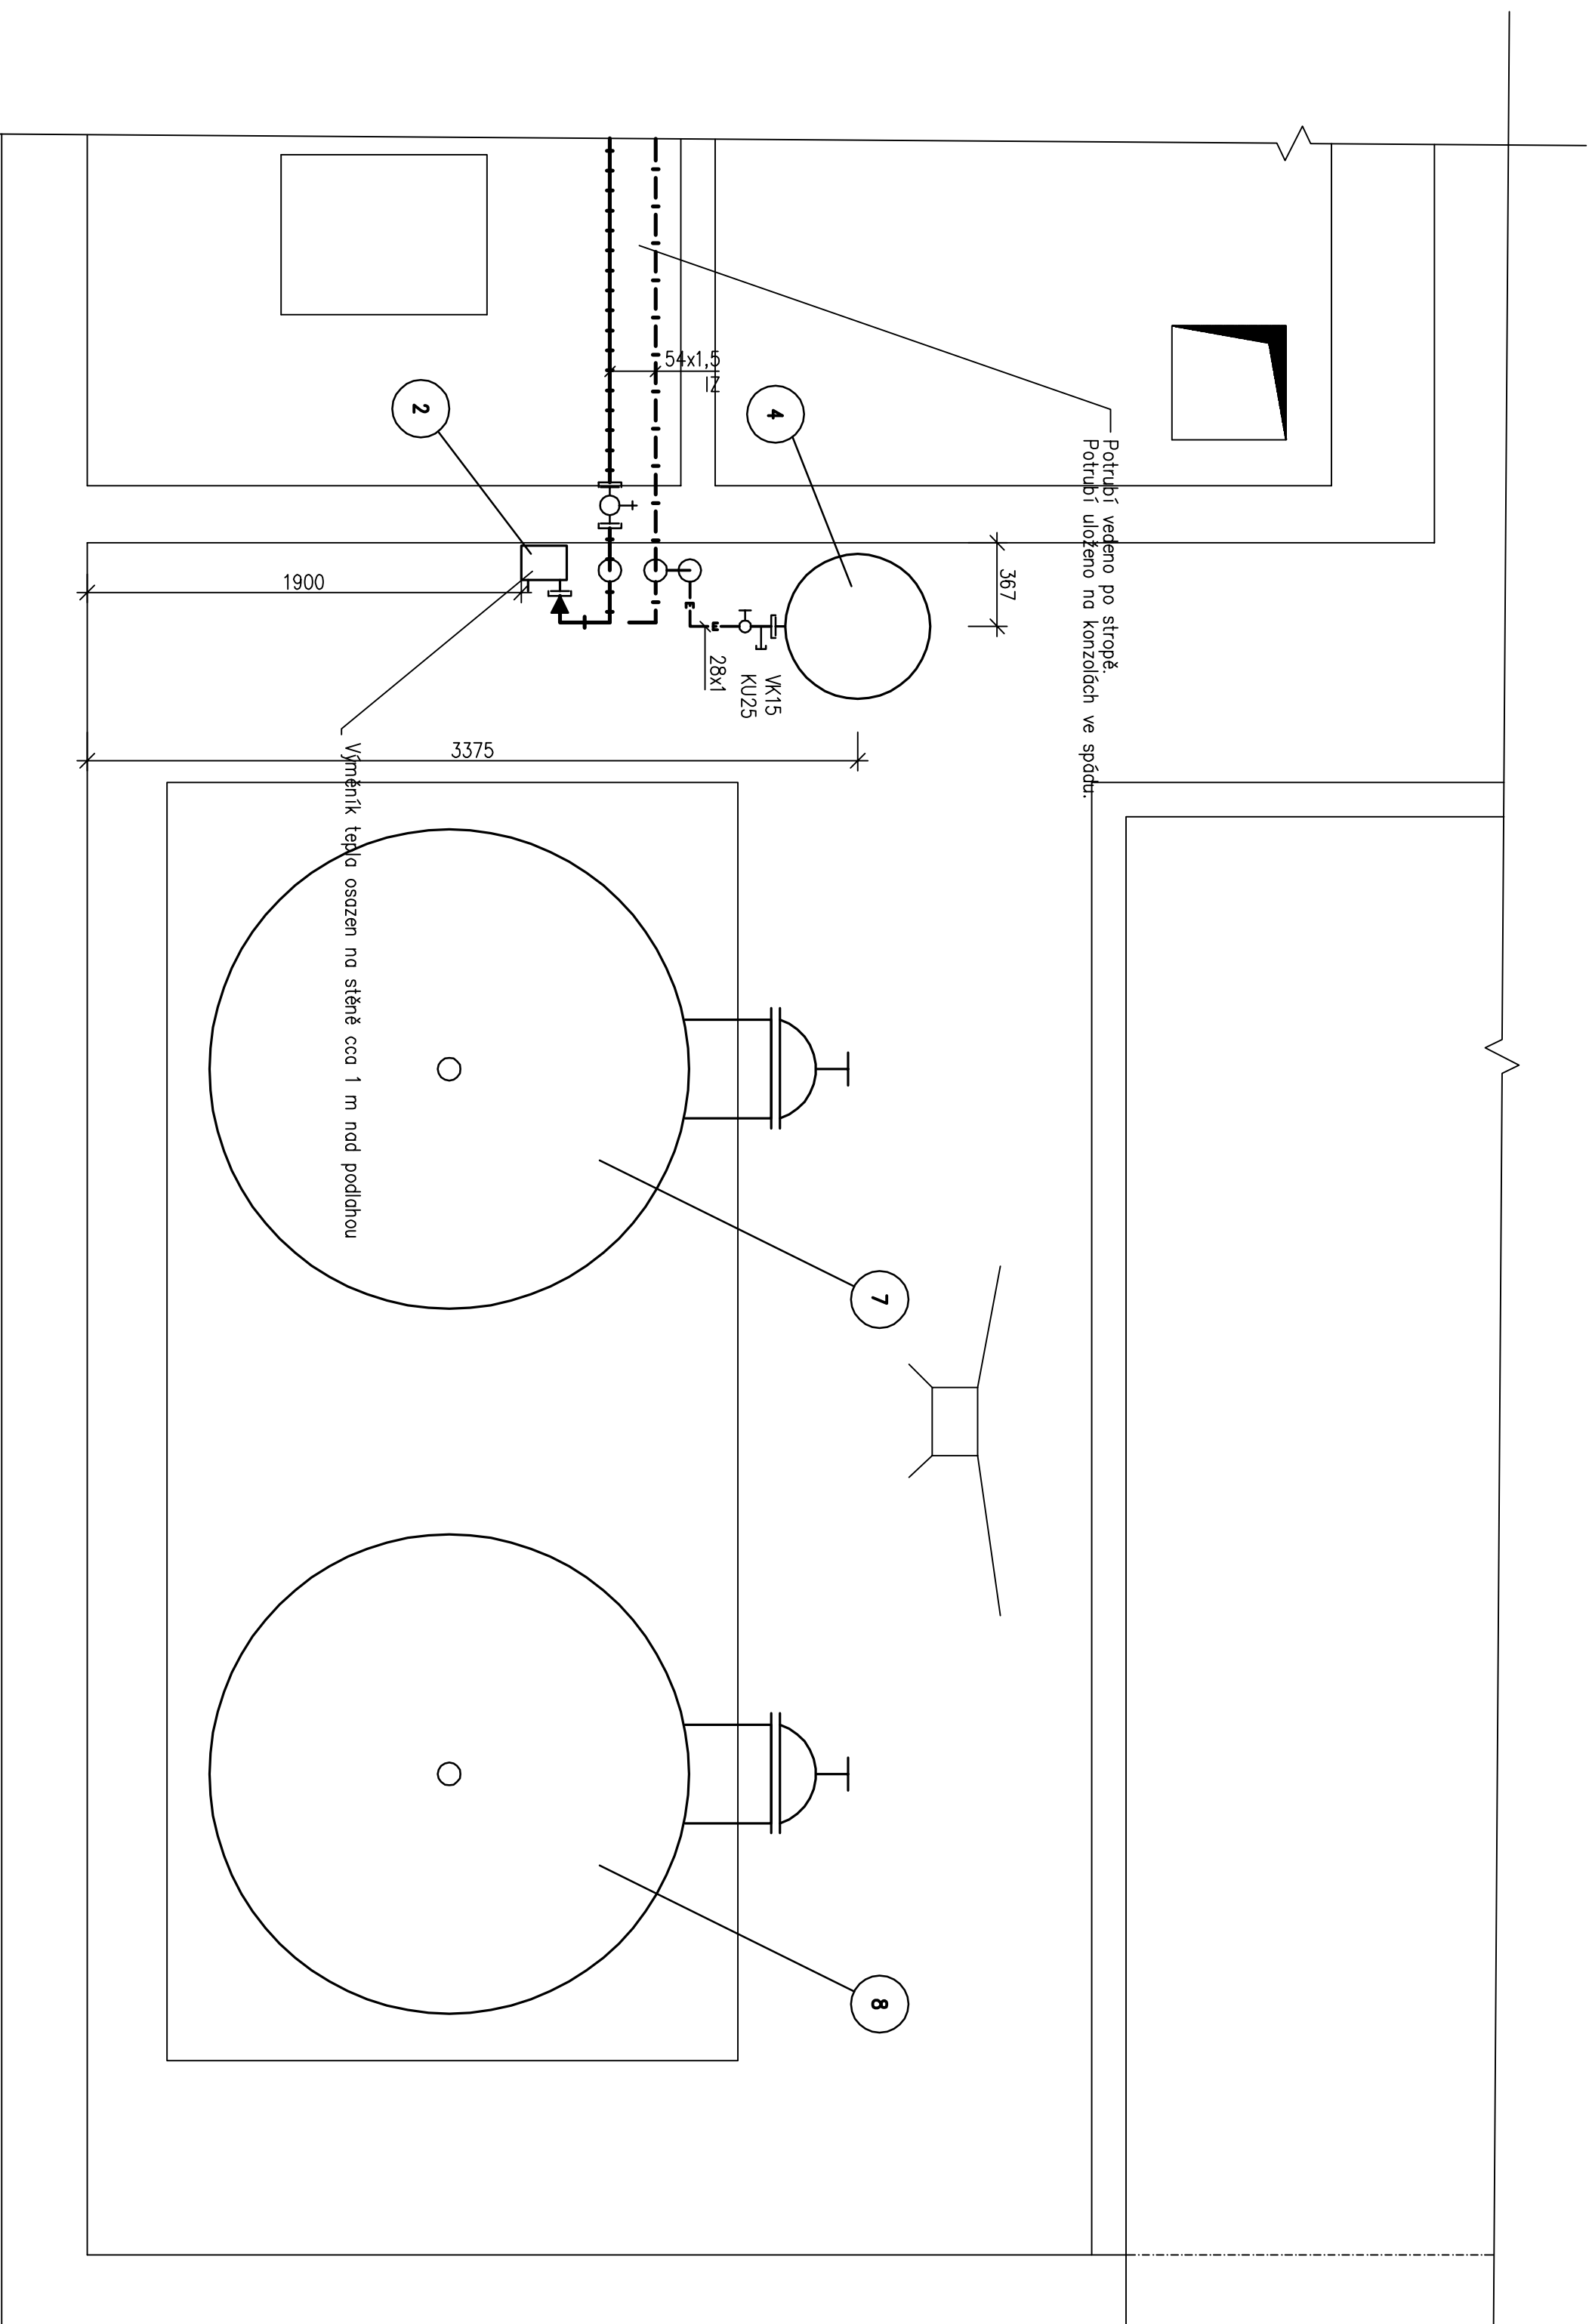 54x1,5
IZ
2
4
Potrubí vedeno po stropě.
Potrubí uloženo na konzolách ve spádu.
1900
367
28x1
VK15
KU25
3375
Výměník tepla osazen na stěně cca 1 m nad podlahou
7
8